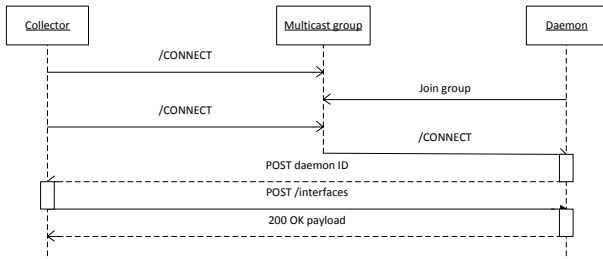 Collector
Multicast group
Daemon
/CONNECT
Join group
/CONNECT
/CONNECT
POST daemon ID
POST /interfaces
200 OK payload